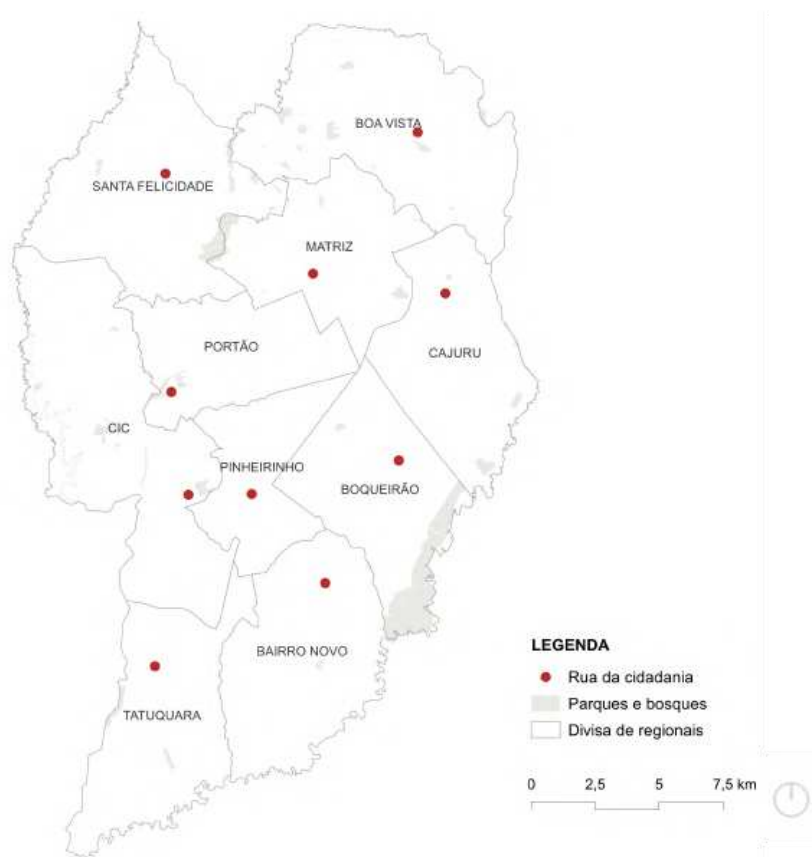 BOA VISTA
SANTA FELICIDADE
MATRIZ
PORTÃO
CAJURU
CIC
PINHEIRINHO
BOQUEIRÃO
BAIRRO NOVO
TATUQUARA
LEGENDA
Rua da cidadania
Parques e bosques
Divisa de regionais
0 2,5 5 7,5 km